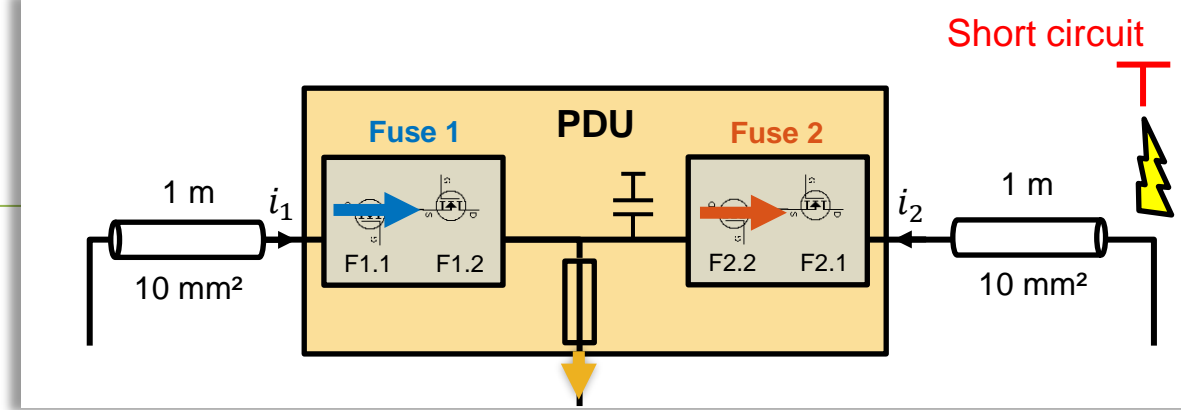 Short circuit
PDU
Fuse 1
Fuse 2
1 m
i₁
10 mm²
F1.1
F1.2
F2.2
F2.1
i₂
1 m
10 mm²
G
S
D
G
G
S
D
G